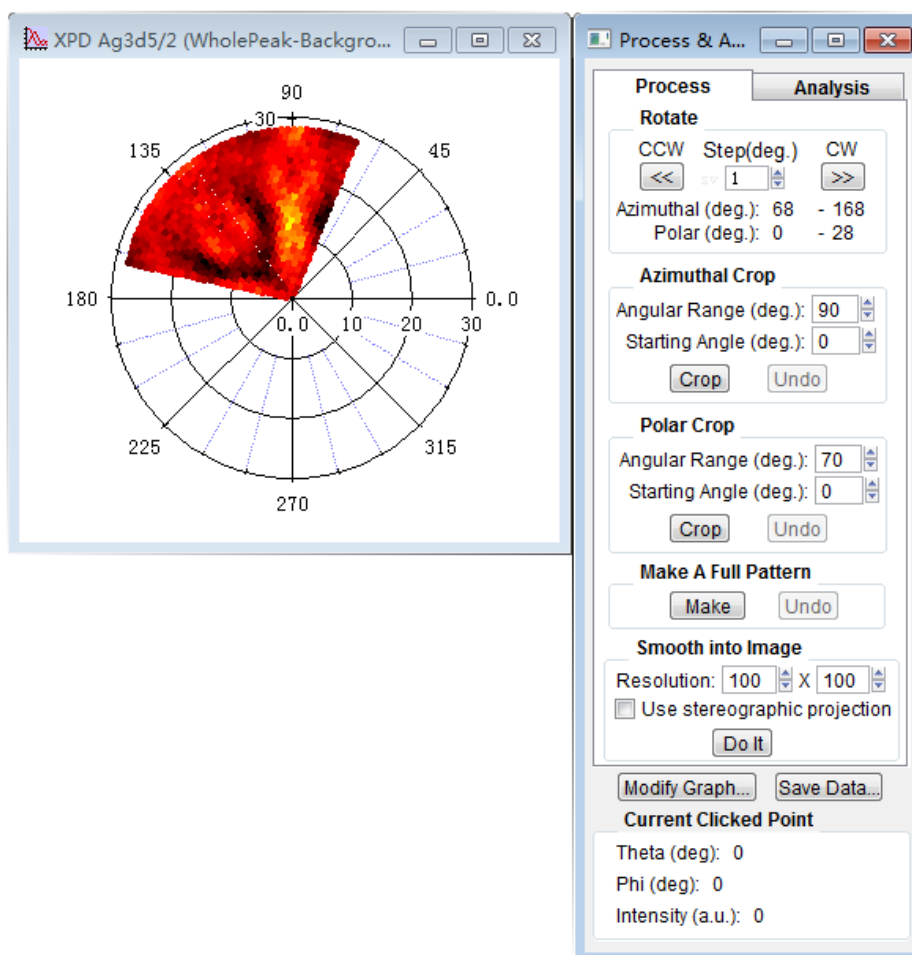 XPD Ag3d5/2 (WholePeak-Backgro...
90
30
135
45
180
0.0
0.0 10 20 30
225
315
270
Process & A...
Process Analysis
Rotate
CCW Step(deg.) CW
<< 1 >>
Azimuthal (deg.): 68 - 168
Polar (deg.): 0 - 28
Azimuthal Crop
Angular Range (deg.): 90
Starting Angle (deg.): 0
Crop Undo
Polar Crop
Angular Range (deg.): 70
Starting Angle (deg.): 0
Crop Undo
Make A Full Pattern
Make Undo
Smooth into Image
Resolution: 100 X 100
Use stereographic projection
Do It
Modify Graph... Save Data...
Current Clicked Point
Theta (deg): 0
Phi (deg): 0
Intensity (a.u.): 0